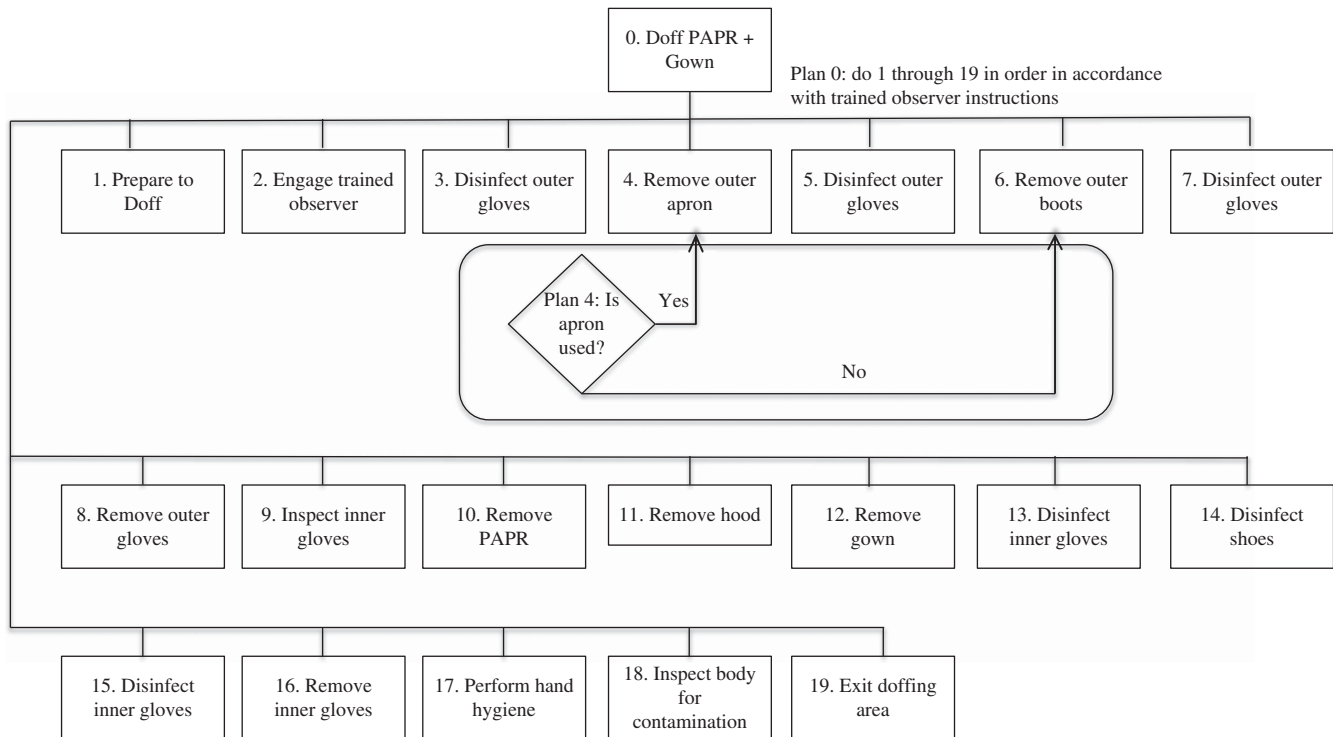 0. Doff PAPR +
Gown
Plan 0: do 1 through 19 in order in accordance
with trained observer instructions
1. Prepare to
Doff
2. Engage trained
observer
3. Disinfect outer
gloves
4. Remove outer
apron
5. Disinfect outer
gloves
6. Remove outer
boots
7. Disinfect outer
gloves
Plan 4: Is
apron
used?
Yes
No
8. Remove outer
gloves
9. Inspect inner
gloves
10. Remove
PAPR
11. Remove hood
12. Remove
gown
13. Disinfect
inner gloves
14. Disinfect
shoes
15. Disinfect
inner gloves
16. Remove
inner gloves
17. Perform hand
hygiene
18. Inspect body
for
contamination
19. Exit doffing
area